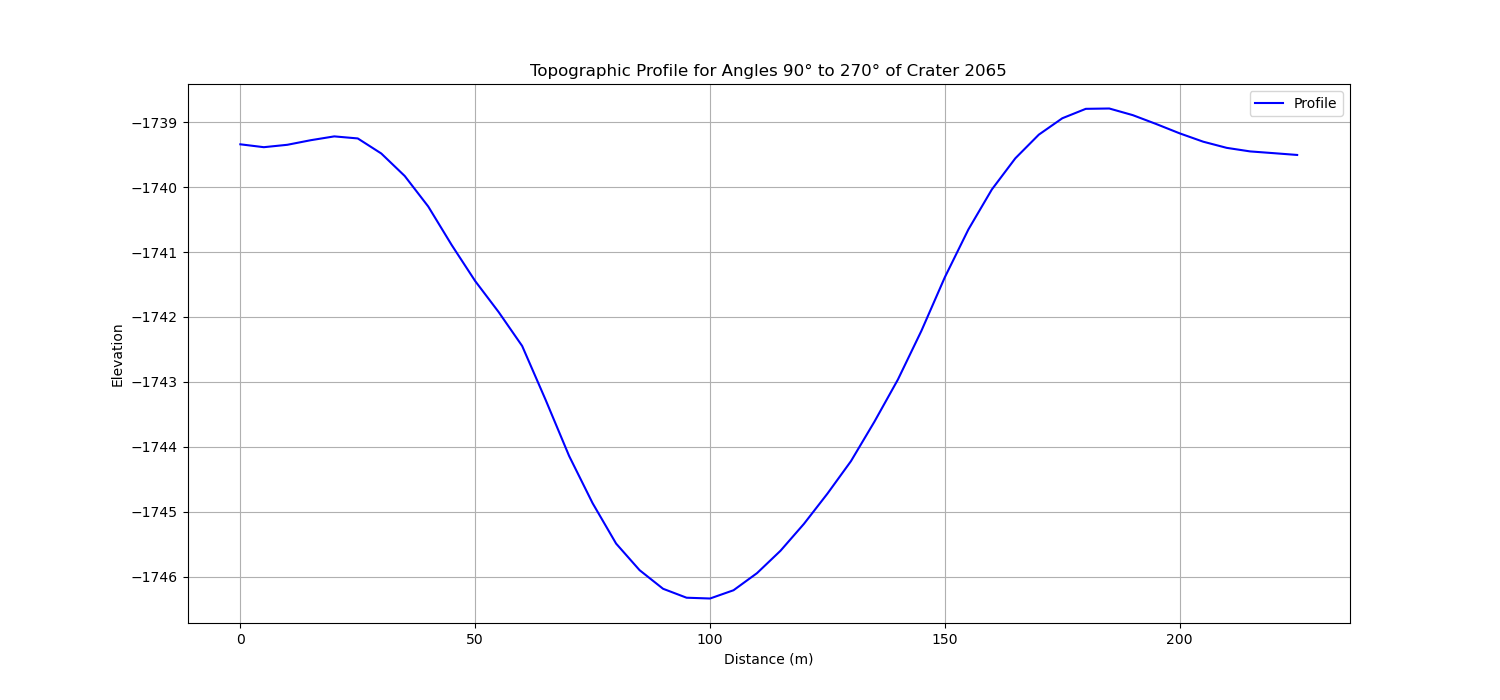 Topographic Profile for Angles 90° to 270° of Crater 2065
Profile
−1739
−1740
−1741
−1742
−1743
−1744
−1745
−1746
Elevation
0 50 100 150 200
Distance (m)